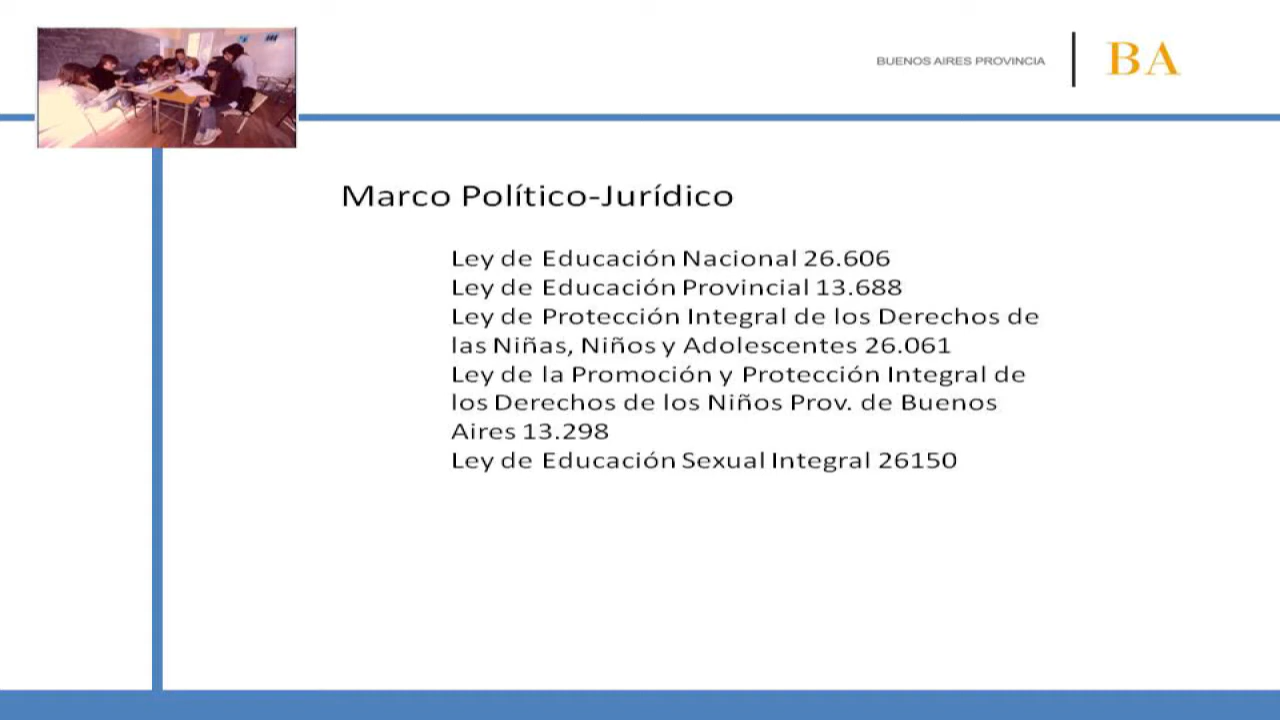 BUENOS AIRES PROVINCIA
BA
Marco Político-Jurídico
Ley de Educación Nacional 26.606
Ley de Educación Provincial 13.688
Ley de Protección Integral de los Derechos de
las Niñas, Niños y Adolescentes 26.061
Ley de la Promoción y Protección Integral de
los Derechos de los Niños Prov. de Buenos
Aires 13.298
Ley de Educación Sexual Integral 26150